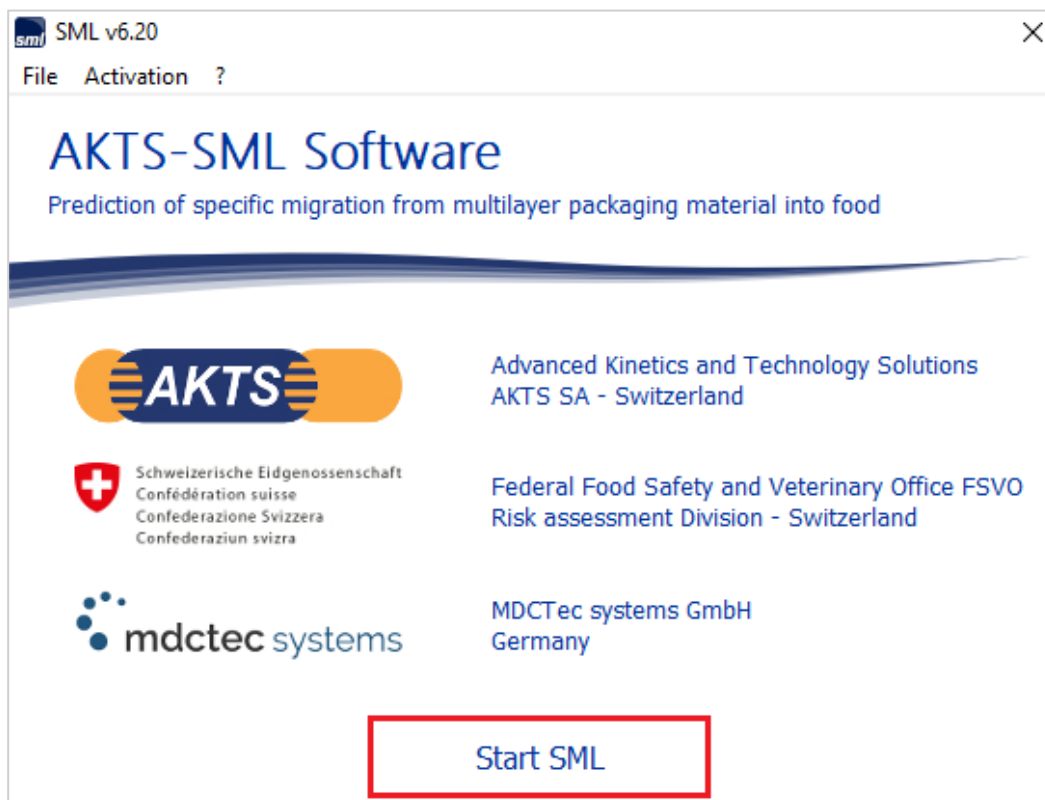 sml SML v6.20
File Activation ?
AKTS-SML Software
Prediction of specific migration from multilayer packaging material into food
AKTS
Advanced Kinetics and Technology Solutions
AKTS SA - Switzerland
Schweizerische Eidgenossenschaft
Confédération suisse
Confederazione Svizzera
Confederaziun svizra
Federal Food Safety and Veterinary Office FSVO
Risk assessment Division - Switzerland
mdctec systems
MDCTec systems GmbH
Germany
Start SML